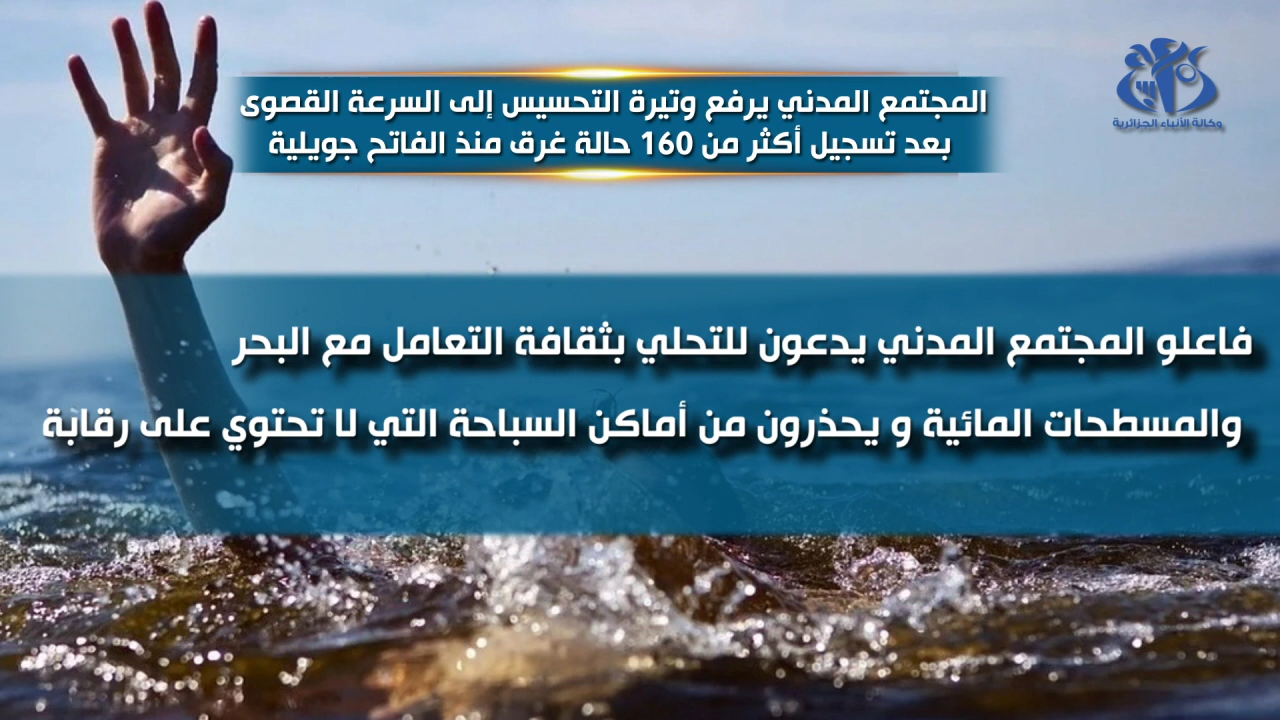 وكالة الأنباء الجزائرية
المجتمع المدني يرفع وتيرة التحسيس إلى السرعة القصوى
بعد تسجيل أكثر من 160 حالة غرق منذ الفاتح جويلية
فاعلو المجتمع المدني يدعون للتحلي بثقافة التعامل مع البحر
والمسطحات المائية و يحذرون من أماكن السباحة التي لا تحتوي على رقابة